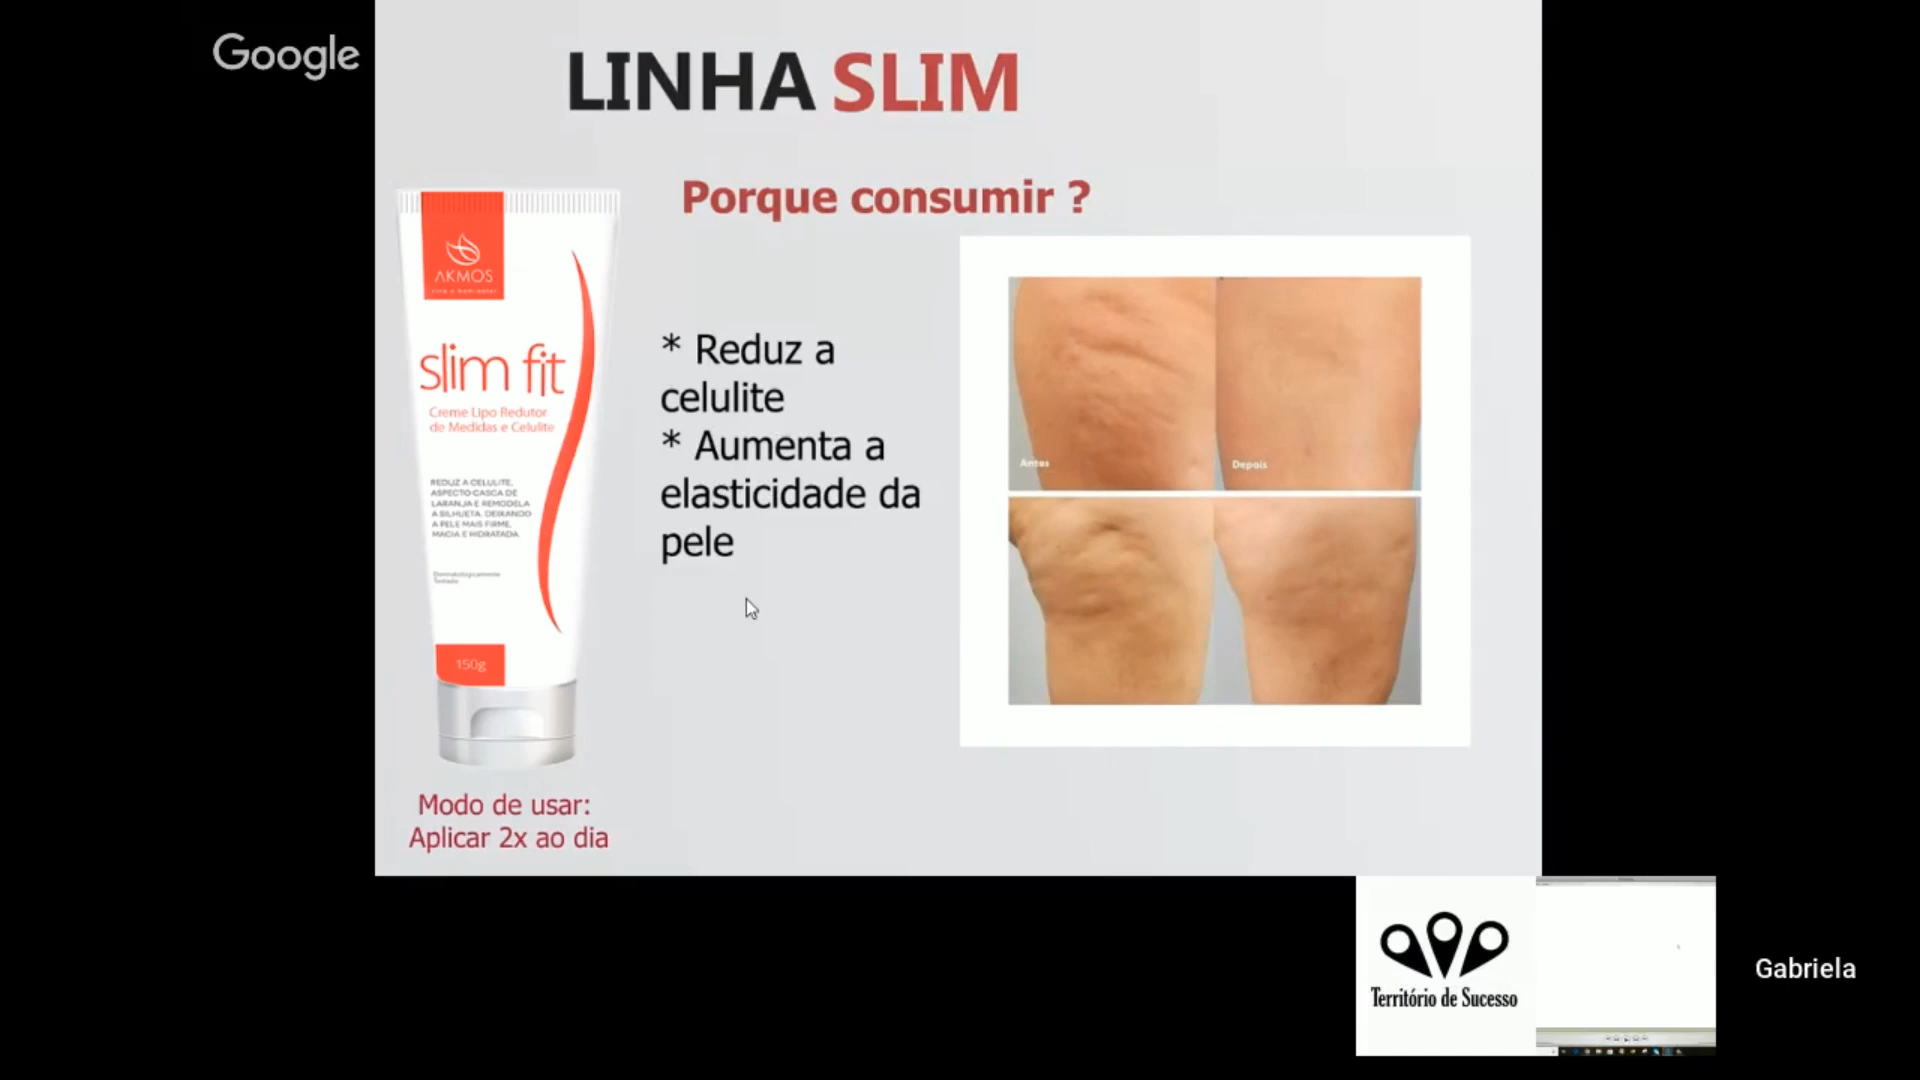 Google
LINHA SLIM
Porque consumir ?
AKMOS
slim fit
Creme Lipo Redutor
de Medidas e Celulite
REDUZ A CELULITE,
ASPECTO CASCA DE
LARANJA E REMODELA
A SILHUETA, DEIXANDO
A PELE MAIS FIRME,
MACIA E HIDRATADA.
Dermatologicamente
Testado
150g
* Reduz a
celulite
* Aumenta a
elasticidade da
pele
Antes
Depois
Modo de usar:
Aplicar 2x ao dia
Território de Sucesso
Gabriela